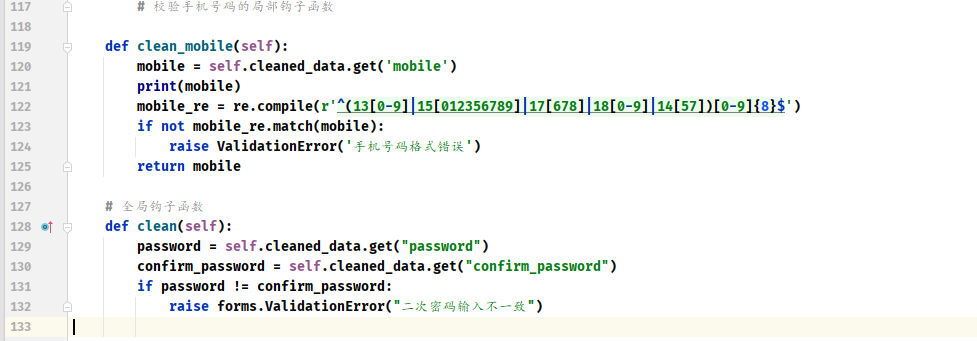 117 # 校验手机号码的局部钩子函数
118
119 def clean_mobile(self):
120 mobile = self.cleaned_data.get('mobile')
121 print(mobile)
122 mobile_re = re.compile(r'^(13[0-9]|15[012356789]|17[678]|18[0-9]|14[57])[0-9]{8}$')
123 if not mobile_re.match(mobile):
124 raise ValidationError('手机号码格式错误')
125 return mobile
126
127 # 全局钩子函数
128 def clean(self):
129 password = self.cleaned_data.get("password")
130 confirm_password = self.cleaned_data.get("confirm_password")
131 if password != confirm_password:
132 raise forms.ValidationError("二次密码输入不一致")
133